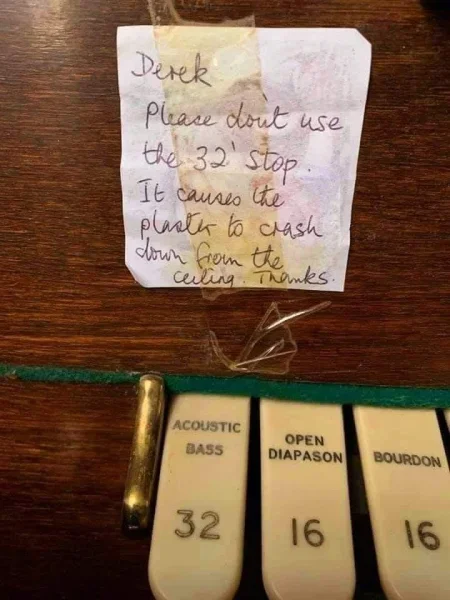 Derek
Please dont use
the 32' stop.
It causes the
plaster to crash
down from the
ceiling. Thanks.
ACOUSTIC
BASS
32
OPEN
DIAPASON
16
BOURDON
16